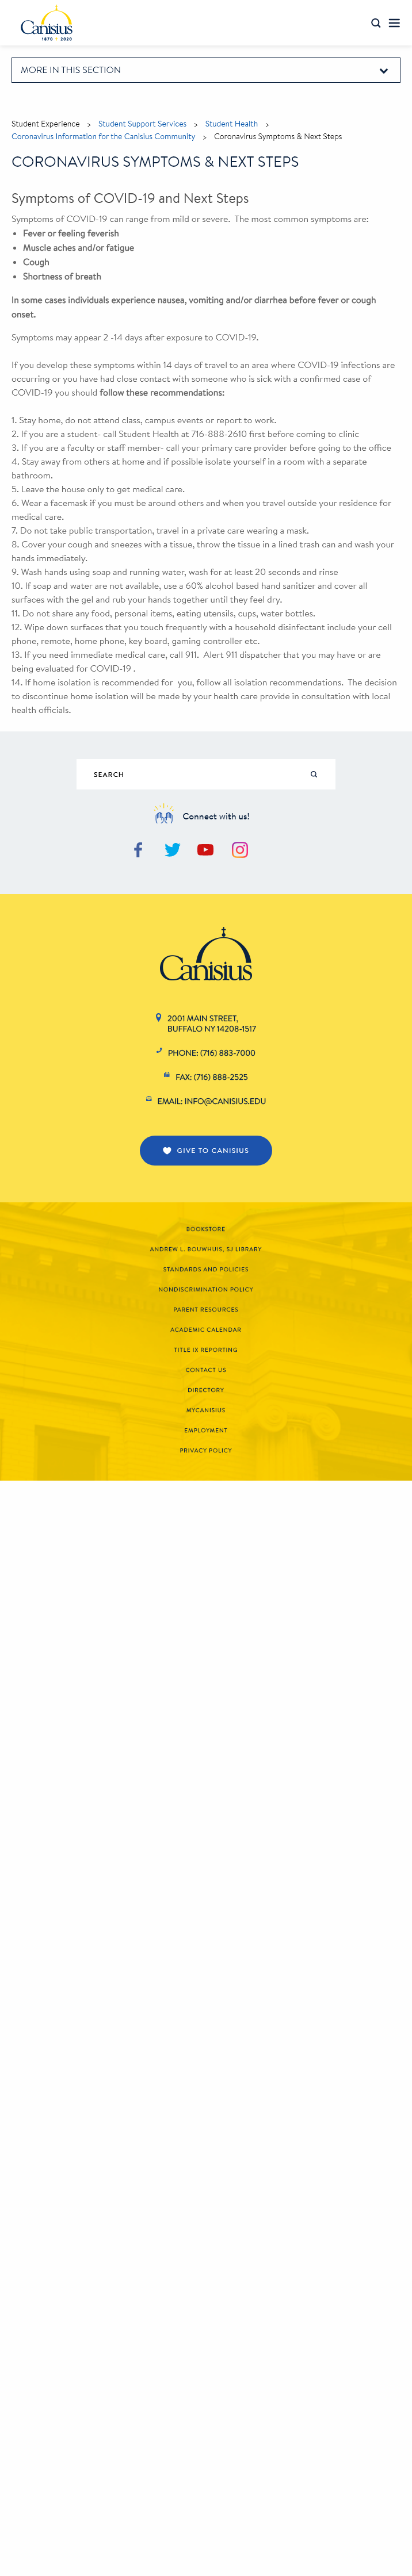 Canisius
1870 2020
MORE IN THIS SECTION
Student Experience > Student Support Services > Student Health >
Coronavirus Information for the Canisius Community > Coronavirus Symptoms & Next Steps
CORONAVIRUS SYMPTOMS & NEXT STEPS
Symptoms of COVID-19 and Next Steps
Symptoms of COVID-19 can range from mild or severe. The most common symptoms are:
• Fever or feeling feverish
• Muscle aches and/or fatigue
• Cough
• Shortness of breath
In some cases individuals experience nausea, vomiting and/or diarrhea before fever or cough
onset.
Symptoms may appear 2 -14 days after exposure to COVID-19.
If you develop these symptoms within 14 days of travel to an area where COVID-19 infections are
occurring or you have had close contact with someone who is sick with a confirmed case of
COVID-19 you should follow these recommendations:
1. Stay home, do not attend class, campus events or report to work.
2. If you are a student- call Student Health at 716-888-2610 first before coming to clinic
3. If you are a faculty or staff member- call your primary care provider before going to the office
4. Stay away from others at home and if possible isolate yourself in a room with a separate
bathroom.
5. Leave the house only to get medical care.
6. Wear a facemask if you must be around others and when you travel outside your residence for
medical care.
7. Do not take public transportation, travel in a private care wearing a mask.
8. Cover your cough and sneezes with a tissue, throw the tissue in a lined trash can and wash your
hands immediately.
9. Wash hands using soap and running water, wash for at least 20 seconds and rinse
10. If soap and water are not available, use a 60% alcohol based hand sanitizer and cover all
surfaces with the gel and rub your hands together until they feel dry.
11. Do not share any food, personal items, eating utensils, cups, water bottles.
12. Wipe down surfaces that you touch frequently with a household disinfectant include your cell
phone, remote, home phone, key board, gaming controller etc.
13. If you need immediate medical care, call 911. Alert 911 dispatcher that you may have or are
being evaluated for COVID-19 .
14. If home isolation is recommended for you, follow all isolation recommendations. The decision
to discontinue home isolation will be made by your health care provide in consultation with local
health officials.
SEARCH
Connect with us!
Canisius
2001 MAIN STREET,
BUFFALO NY 14208-1517
PHONE: (716) 883-7000
FAX: (716) 888-2525
EMAIL: INFO@CANISIUS.EDU
GIVE TO CANISIUS
BOOKSTORE
ANDREW L. BOUWHUIS, SJ LIBRARY
STANDARDS AND POLICIES
NONDISCRIMINATION POLICY
PARENT RESOURCES
ACADEMIC CALENDAR
TITLE IX REPORTING
CONTACT US
DIRECTORY
MYCANISIUS
EMPLOYMENT
PRIVACY POLICY